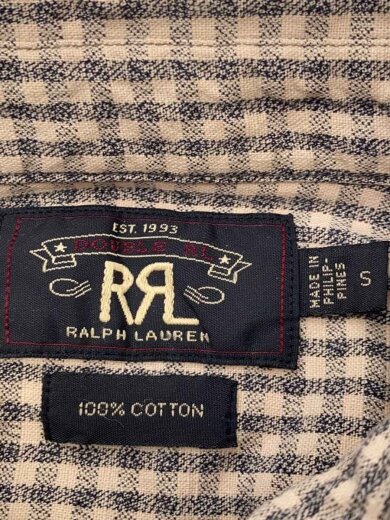 EST. 1993
DOUBLE RL
RRL
RALPH LAUREN
MADE IN
PHILIP-
PINES
S
100% COTTON